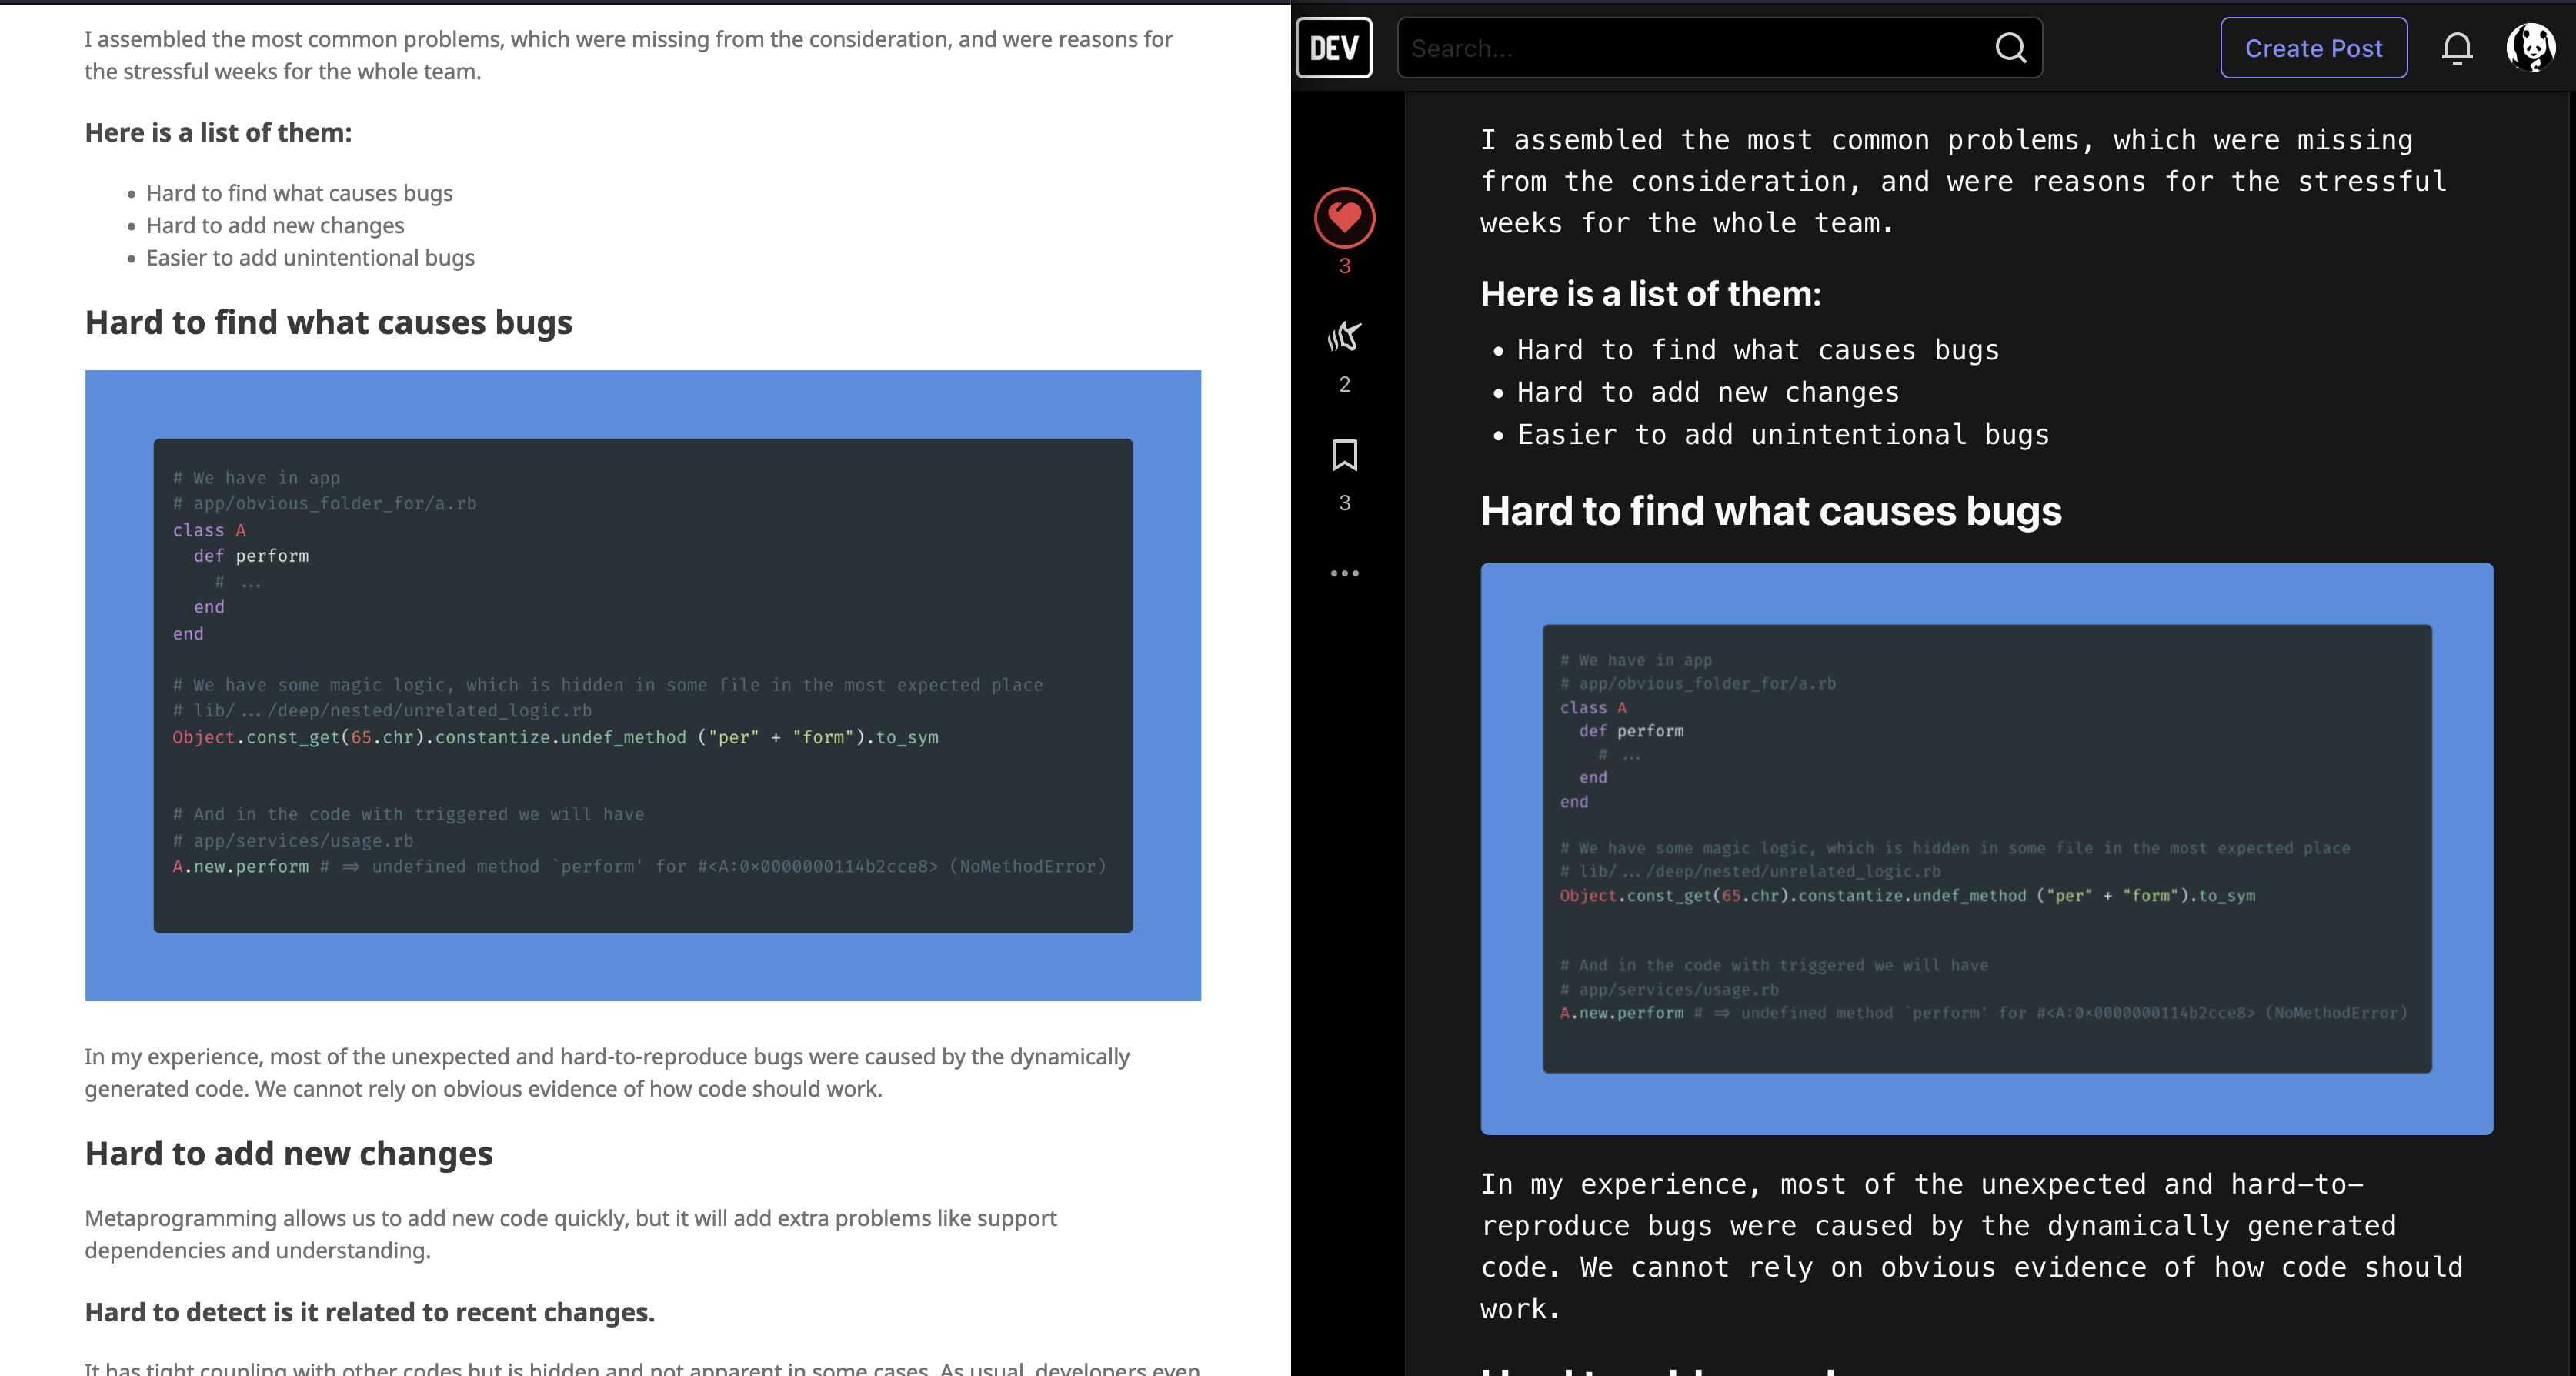 I assembled the most common problems, which were missing from the consideration, and were reasons for
the stressful weeks for the whole team.
Here is a list of them:
• Hard to find what causes bugs
• Hard to add new changes
• Easier to add unintentional bugs
Hard to find what causes bugs
# We have in app
# app/obvious_folder_for/a.rb
class A
  def perform
    # ...
  end
end
# We have some magic logic, which is hidden in some file in the most expected place
# lib/.../deep/nested/unrelated_logic.rb
Object.const_get(65.chr).constantize.undef_method ("per" + "form").to_sym
# And in the code with triggered we will have
# app/services/usage.rb
A.new.perform # => undefined method `perform' for #<A:0x0000000114b2cce8> (NoMethodError)
In my experience, most of the unexpected and hard-to-reproduce bugs were caused by the dynamically
generated code. We cannot rely on obvious evidence of how code should work.
Hard to add new changes
Metaprogramming allows us to add new code quickly, but it will add extra problems like support
dependencies and understanding.
Hard to detect is it related to recent changes.
It has tight coupling with other codes but is hidden and not apparent in some cases. As usual, developers even
DEV
Search...
Create Post
3
2
3
I assembled the most common problems, which were missing
from the consideration, and were reasons for the stressful
weeks for the whole team.
Here is a list of them:
• Hard to find what causes bugs
• Hard to add new changes
• Easier to add unintentional bugs
Hard to find what causes bugs
# We have in app
# app/obvious_folder_for/a.rb
class A
  def perform
    # ...
  end
end
# We have some magic logic, which is hidden in some file in the most expected place
# lib/.../deep/nested/unrelated_logic.rb
Object.const_get(65.chr).constantize.undef_method ("per" + "form").to_sym
# And in the code with triggered we will have
# app/services/usage.rb
A.new.perform # => undefined method `perform' for #<A:0x0000000114b2cce8> (NoMethodError)
In my experience, most of the unexpected and hard-to-
reproduce bugs were caused by the dynamically generated
code. We cannot rely on obvious evidence of how code should
work.